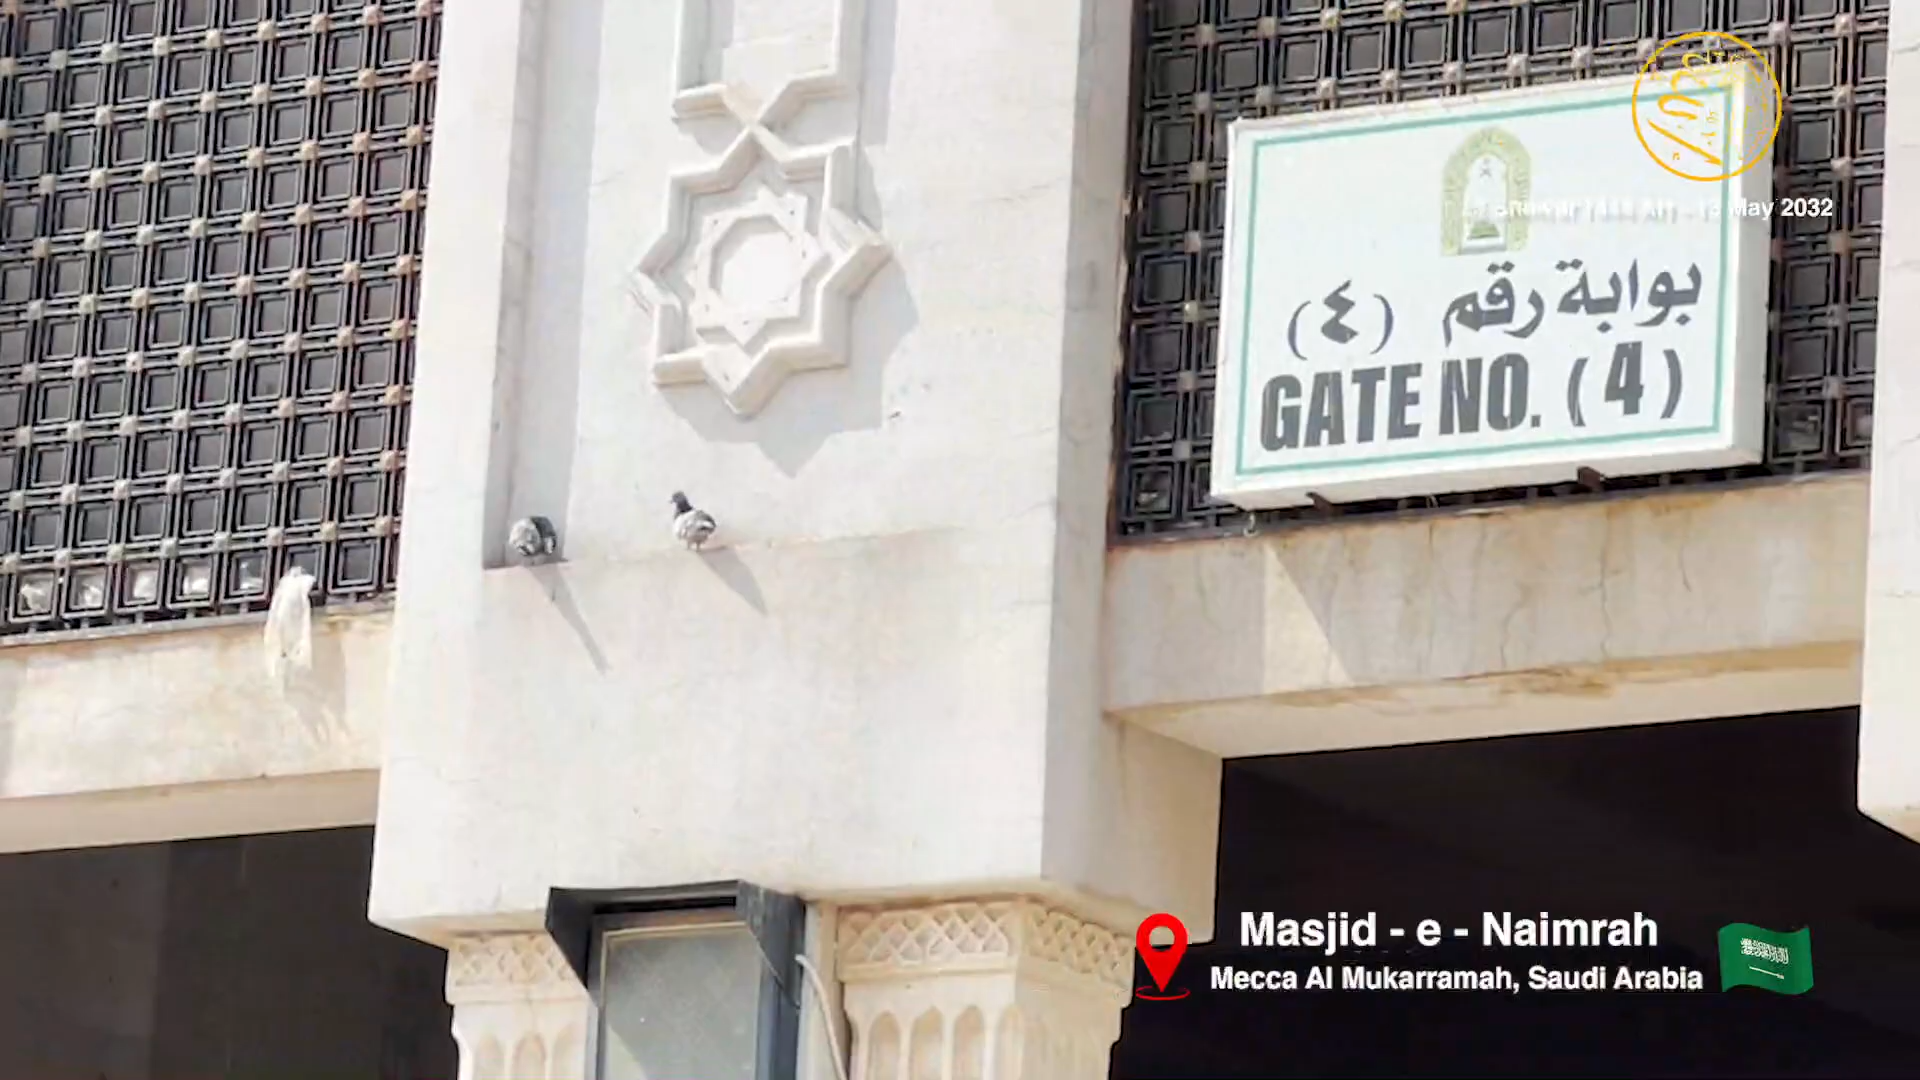 May 2032
بوابة رقم (٤)
GATE NO. (4)
Masjid - e - Naimrah
Mecca Al Mukarramah, Saudi Arabia